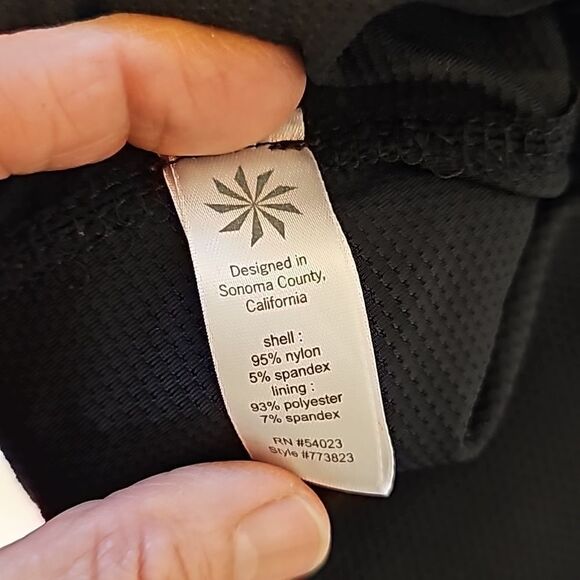 Designed in
Sonoma County,
California
shell :
95% nylon
5% spandex
lining :
93% polyester
7% spandex
RN #54023
Style #773823